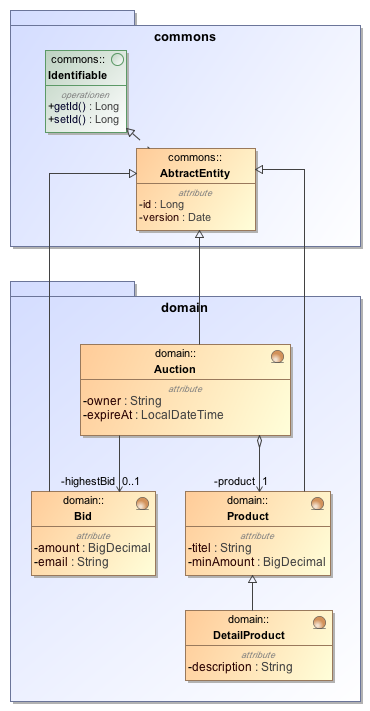 commons
commons::
Identifiable
operationen
+getId() : Long
+setId() : Long
commons::
AbtractEntity
attribute
-id : Long
-version : Date
domain
domain::
Auction
attribute
-owner : String
-expireAt : LocalDateTime
-highestBid 0..1
-product 1
domain::
Bid
attribute
-amount : BigDecimal
-email : String
domain::
Product
attribute
-titel : String
-minAmount : BigDecimal
domain::
DetailProduct
attribute
-description : String